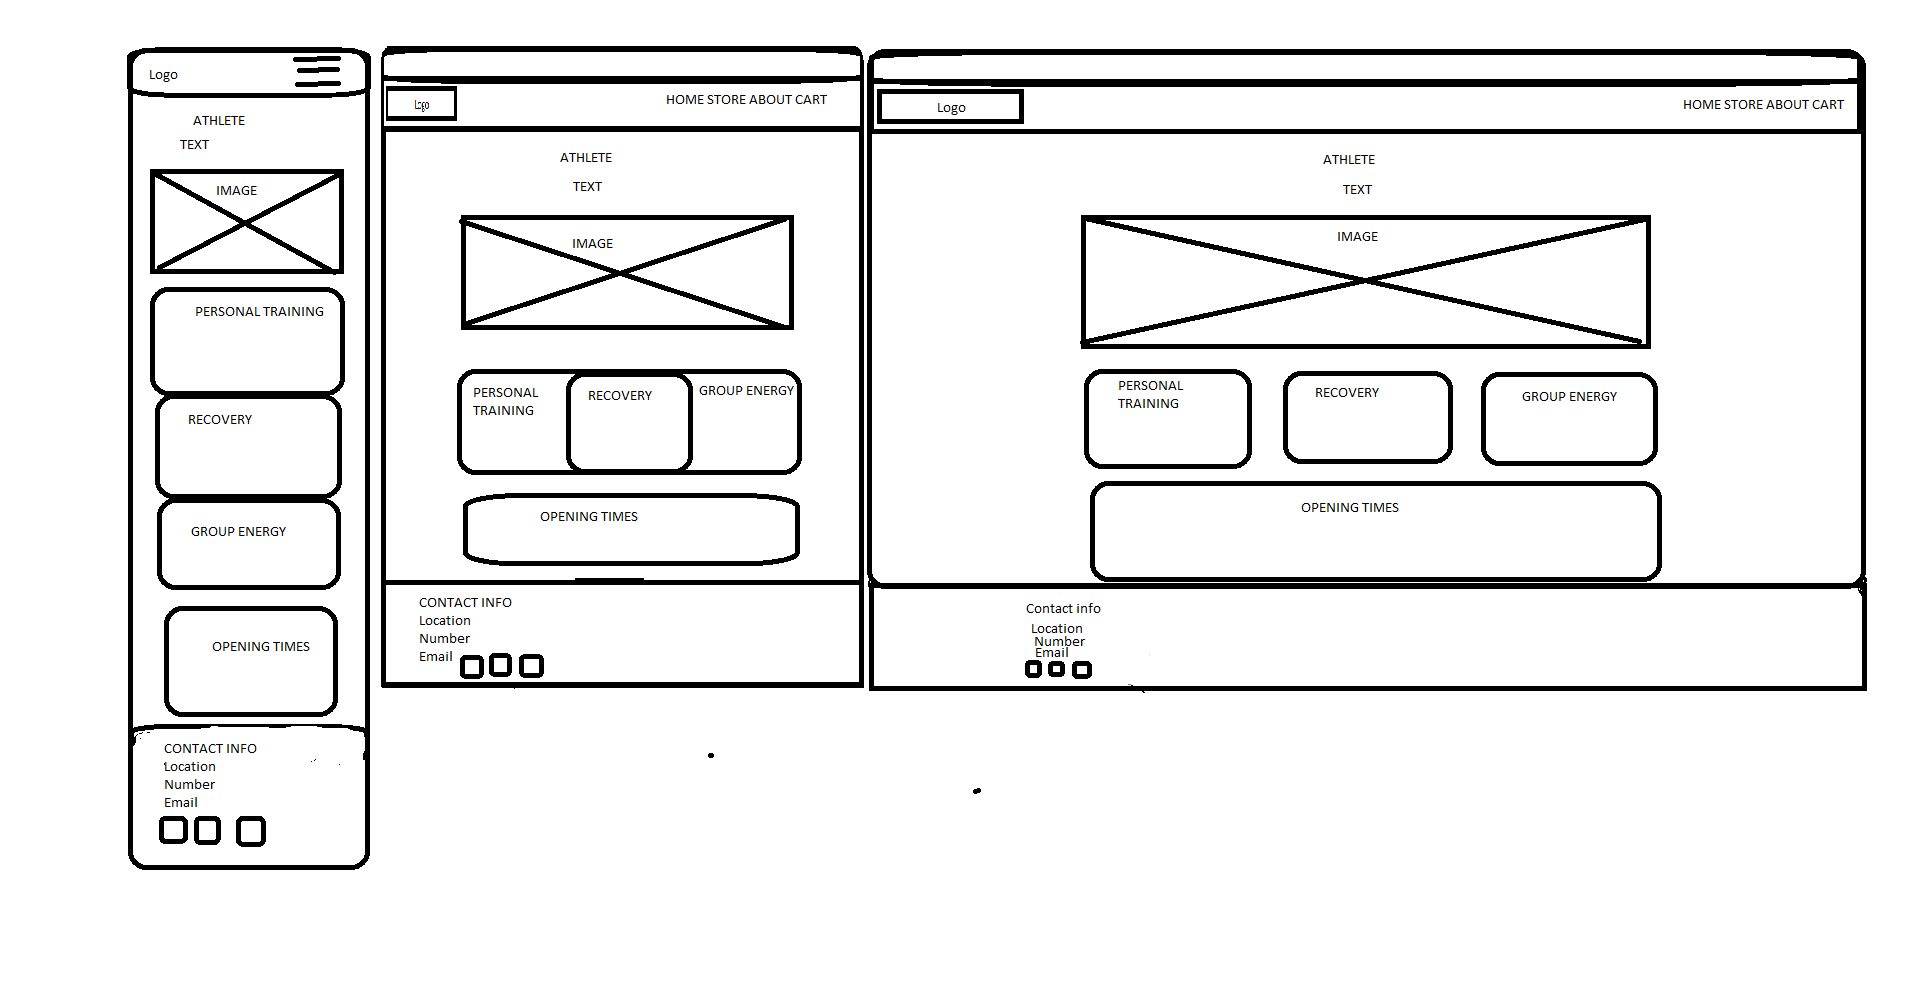 Logo
ATHLETE
TEXT
IMAGE
PERSONAL TRAINING
RECOVERY
GROUP ENERGY
OPENING TIMES
CONTACT INFO
Location
Number
Email
Logo
HOME STORE ABOUT CART
ATHLETE
TEXT
IMAGE
PERSONAL
TRAINING
RECOVERY
GROUP ENERGY
OPENING TIMES
CONTACT INFO
Location
Number
Email
Logo
HOME STORE ABOUT CART
ATHLETE
TEXT
IMAGE
PERSONAL
TRAINING
RECOVERY
GROUP ENERGY
OPENING TIMES
Contact info
Location
Number
Email